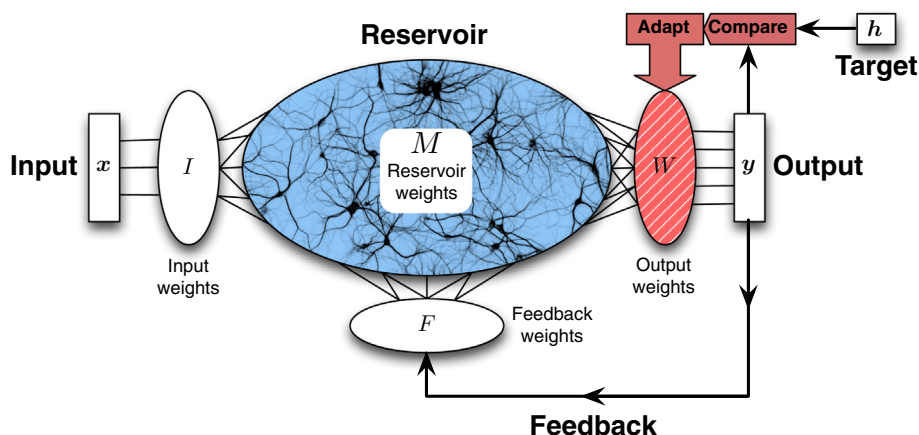 Reservoir
Adapt
Compare
h
Target
Input
x
I
M
Reservoir
weights
W
y
Output
Input
weights
Output
weights
F
Feedback
weights
Feedback